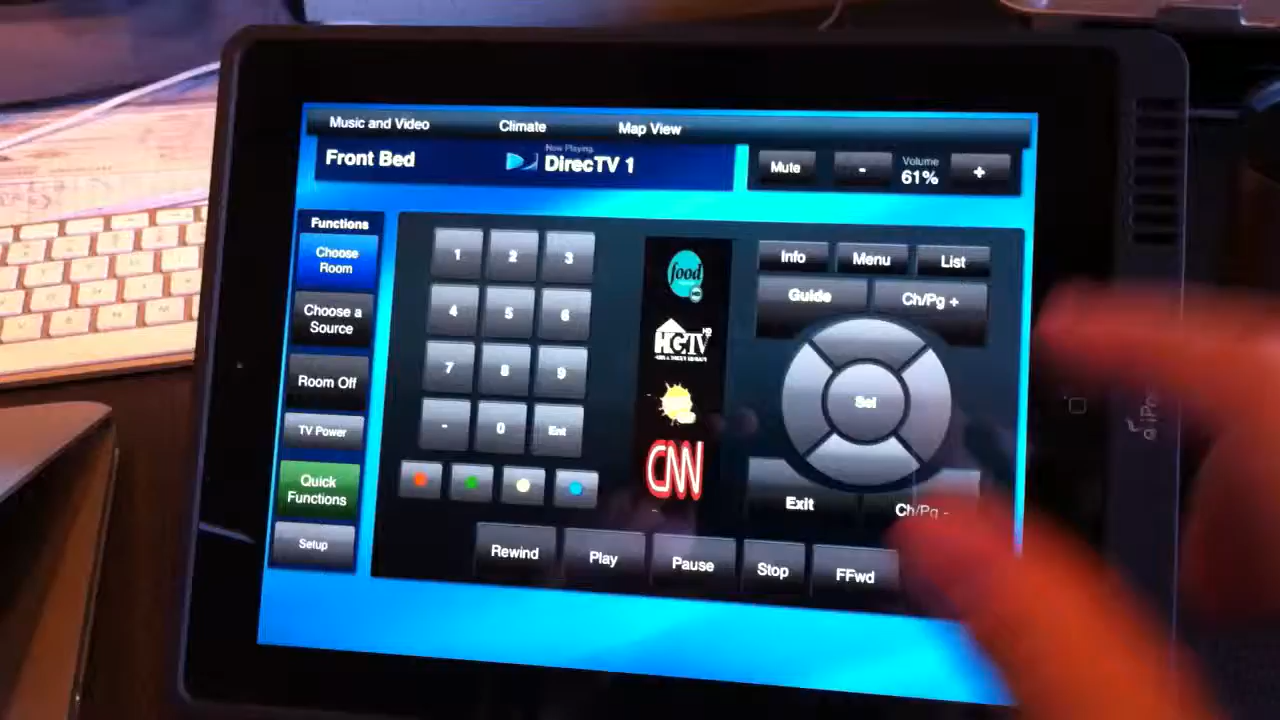 Music and Video Climate Map View
Front Bed
Now Playing
DirecTV 1
Mute - Volume +
61%
Functions
Choose
Room
Choose a
Source
Room Off
TV Power
Quick
Functions
Setup
1 2 3
4 5 6
7 8 9
- 0 Ent
food
HGTV
HD
CNN
Info Menu List
Guide Ch/Pg +
Sel
Exit Ch/Pg -
Rewind Play Pause Stop FFwd